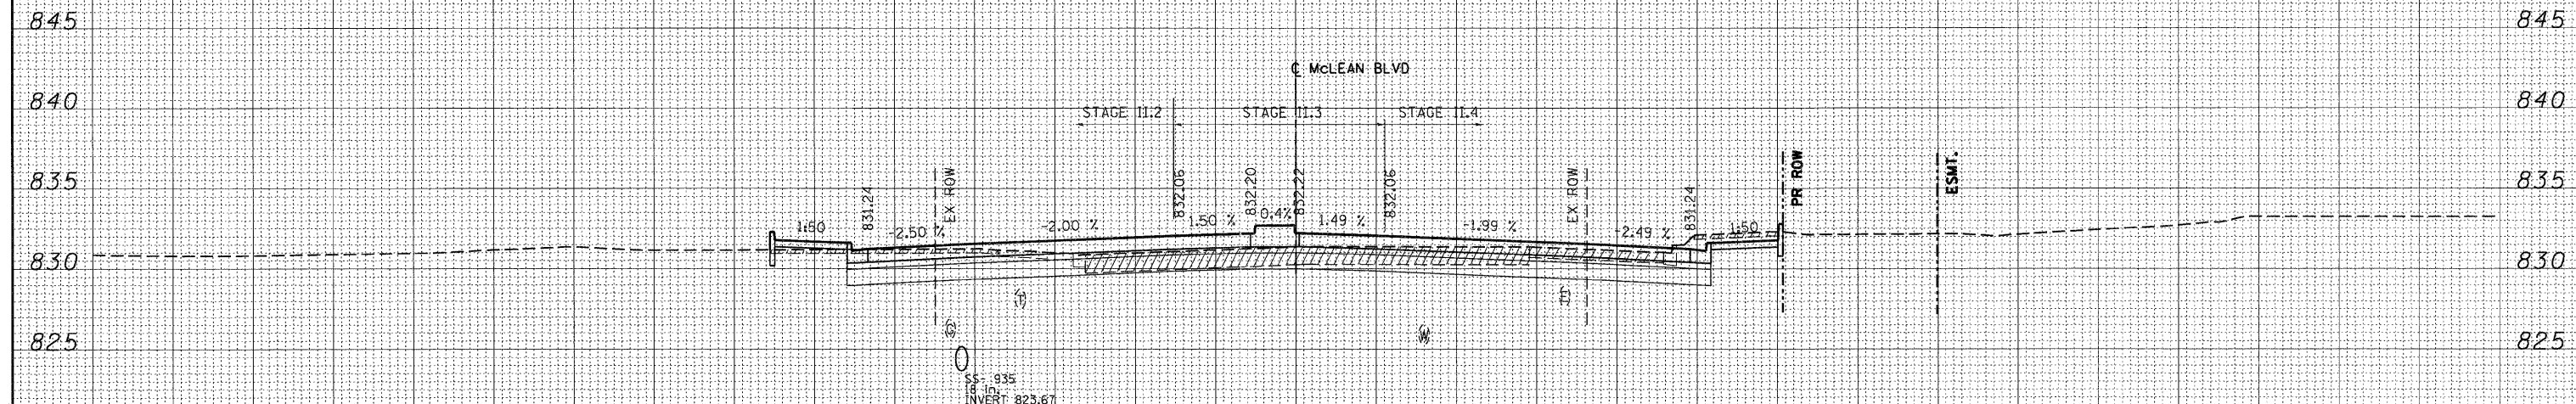 845 845
℄ McLEAN BLVD
840 840
STAGE II.2 STAGE II.3 STAGE II.4
835 835
831.24 EX ROW 832.06 832.20 832.22 832.06 EX ROW 831.24 PR ROW ESMT.
1:50 -2.50 % -2.00 % 1.50 % 0.4% 1.49 % -1.99 % -2.49 % 1:50
830 830
(T) (E)
(G) (W)
825 825
SS- 935
18 In.
INVERT 823.67